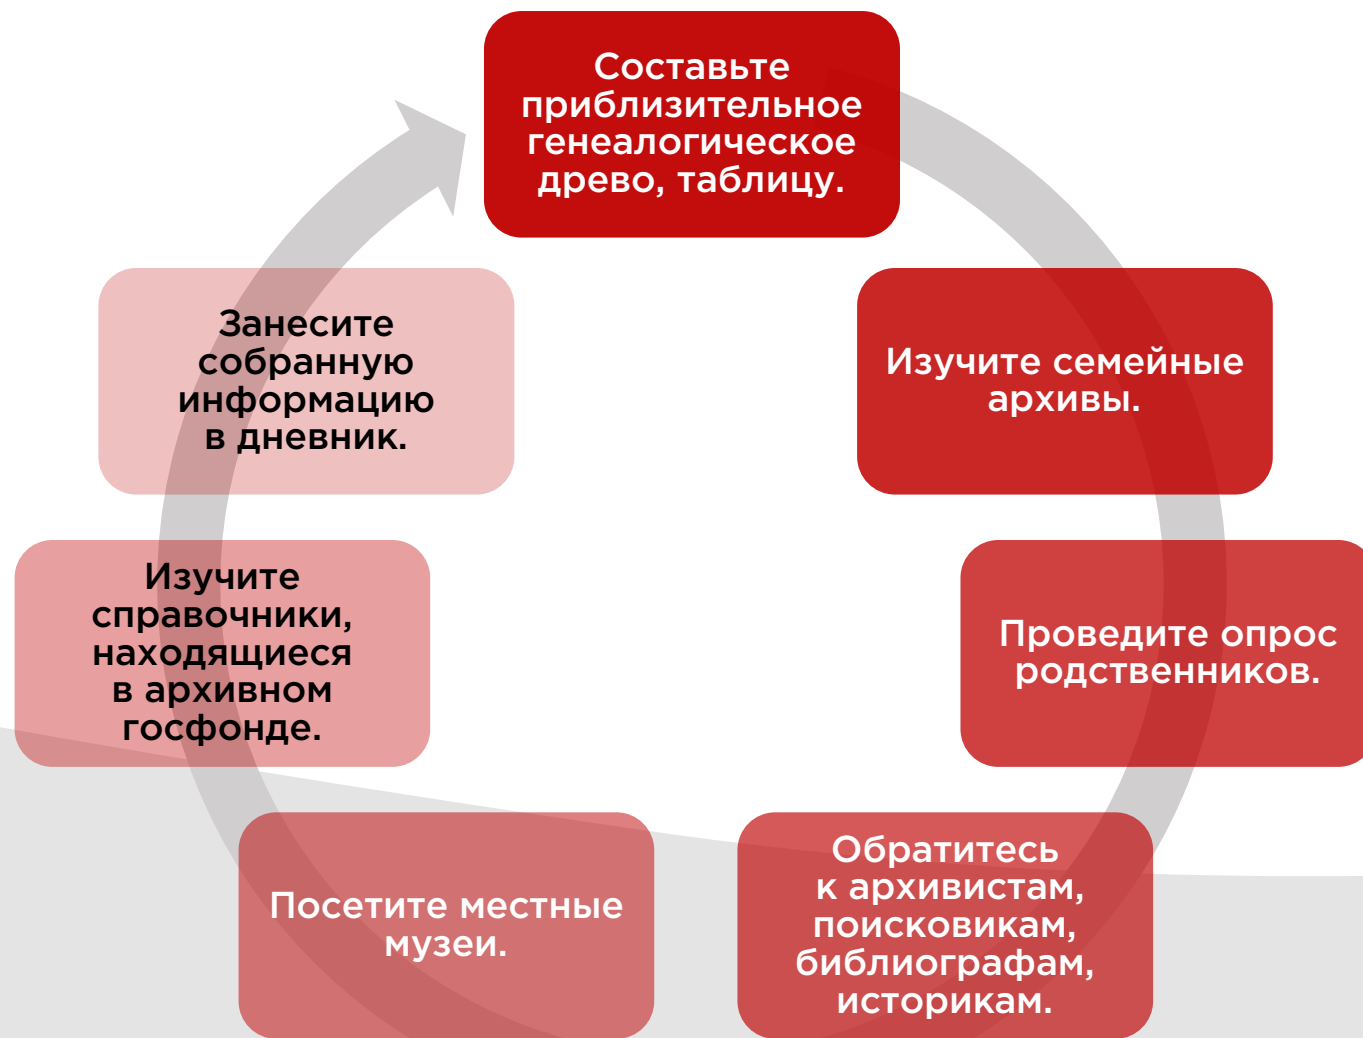 Составьте
приблизительное
генеалогическое
древо, таблицу.
Изучите семейные
архивы.
Проведите опрос
родственников.
Обратитесь
к архивистам,
поисковикам,
библиографам,
историкам.
Посетите местные
музеи.
Изучите
справочники,
находящиеся
в архивном
госфонде.
Занесите
собранную
информацию
в дневник.